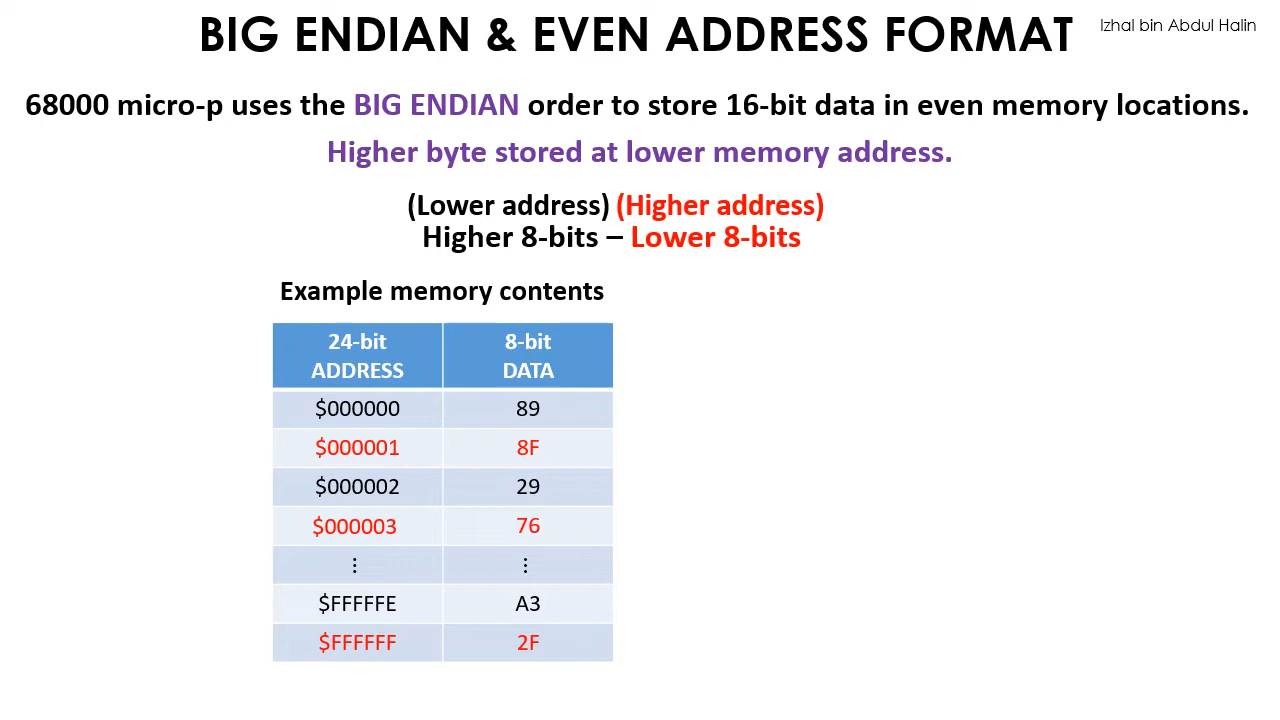 BIG ENDIAN & EVEN ADDRESS FORMAT
Izhal bin Abdul Halin
68000 micro-p uses the BIG ENDIAN order to store 16-bit data in even memory locations.
Higher byte stored at lower memory address.
(Lower address) (Higher address)
Higher 8-bits – Lower 8-bits
Example memory contents
24-bit ADDRESS 8-bit DATA
$000000 89
$000001 8F
$000002 29
$000003 76
⋮ ⋮
$FFFFFE A3
$FFFFFF 2F